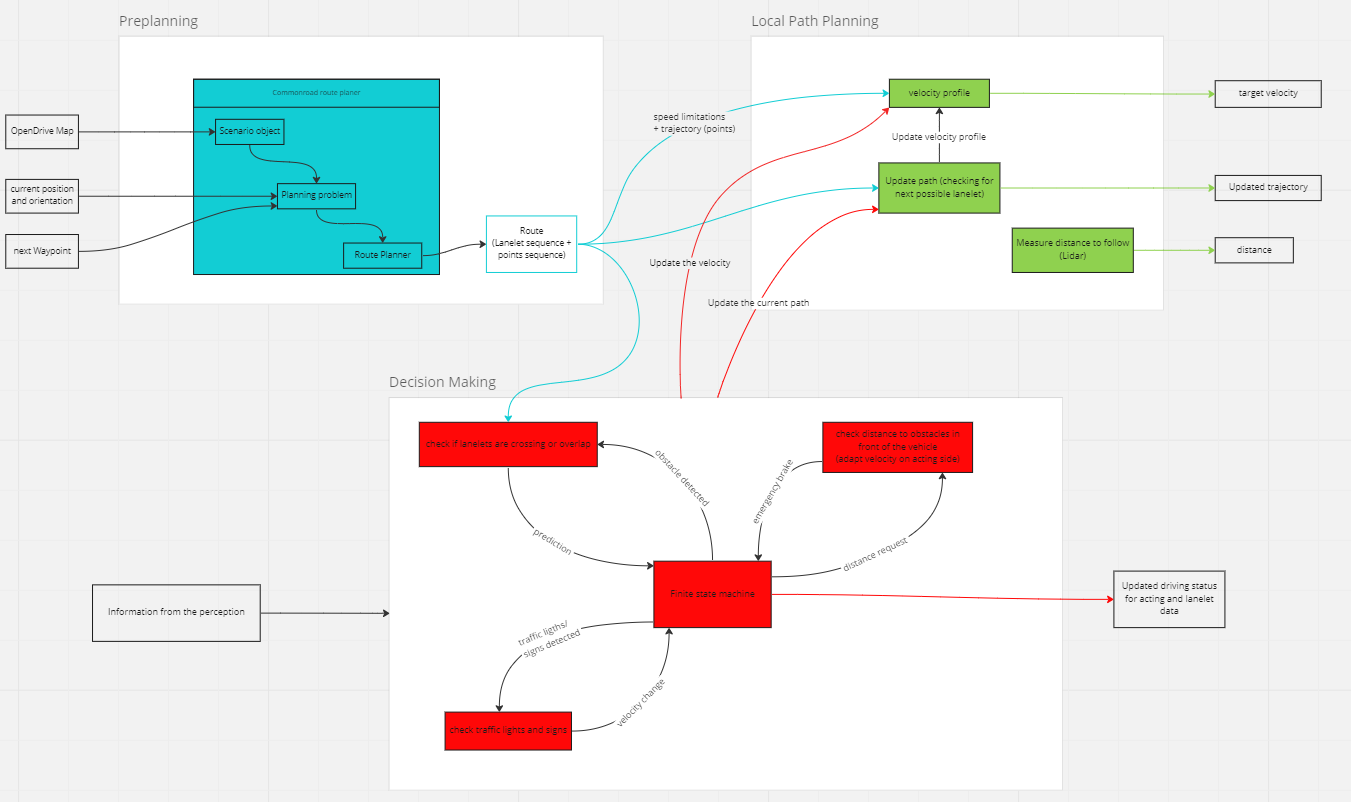 Preplanning
Local Path Planning
Commonroad route planer
OpenDrive Map
Scenario object
current position
and orientation
Planning problem
next Waypoint
Route Planner
Route
(Lanelet sequence +
points sequence)
speed limitations
+ trajectory (points)
velocity profile
target velocity
Update velocity profile
Update path (checking for
next possible lanelet)
Updated trajectory
Measure distance to follow
(Lidar)
distance
Update the velocity
Update the current path
Decision Making
check if lanelets are crossing or overlap
check distance to obstacles in
front of the vehicle
(adapt velocity on acting side)
obstacle detected
emergency brake
prediction
distance request
Finite state machine
Information from the perception
Updated driving status
for acting and lanelet
data
traffic ligths/
signs detected
velocity change
check traffic lights and signs